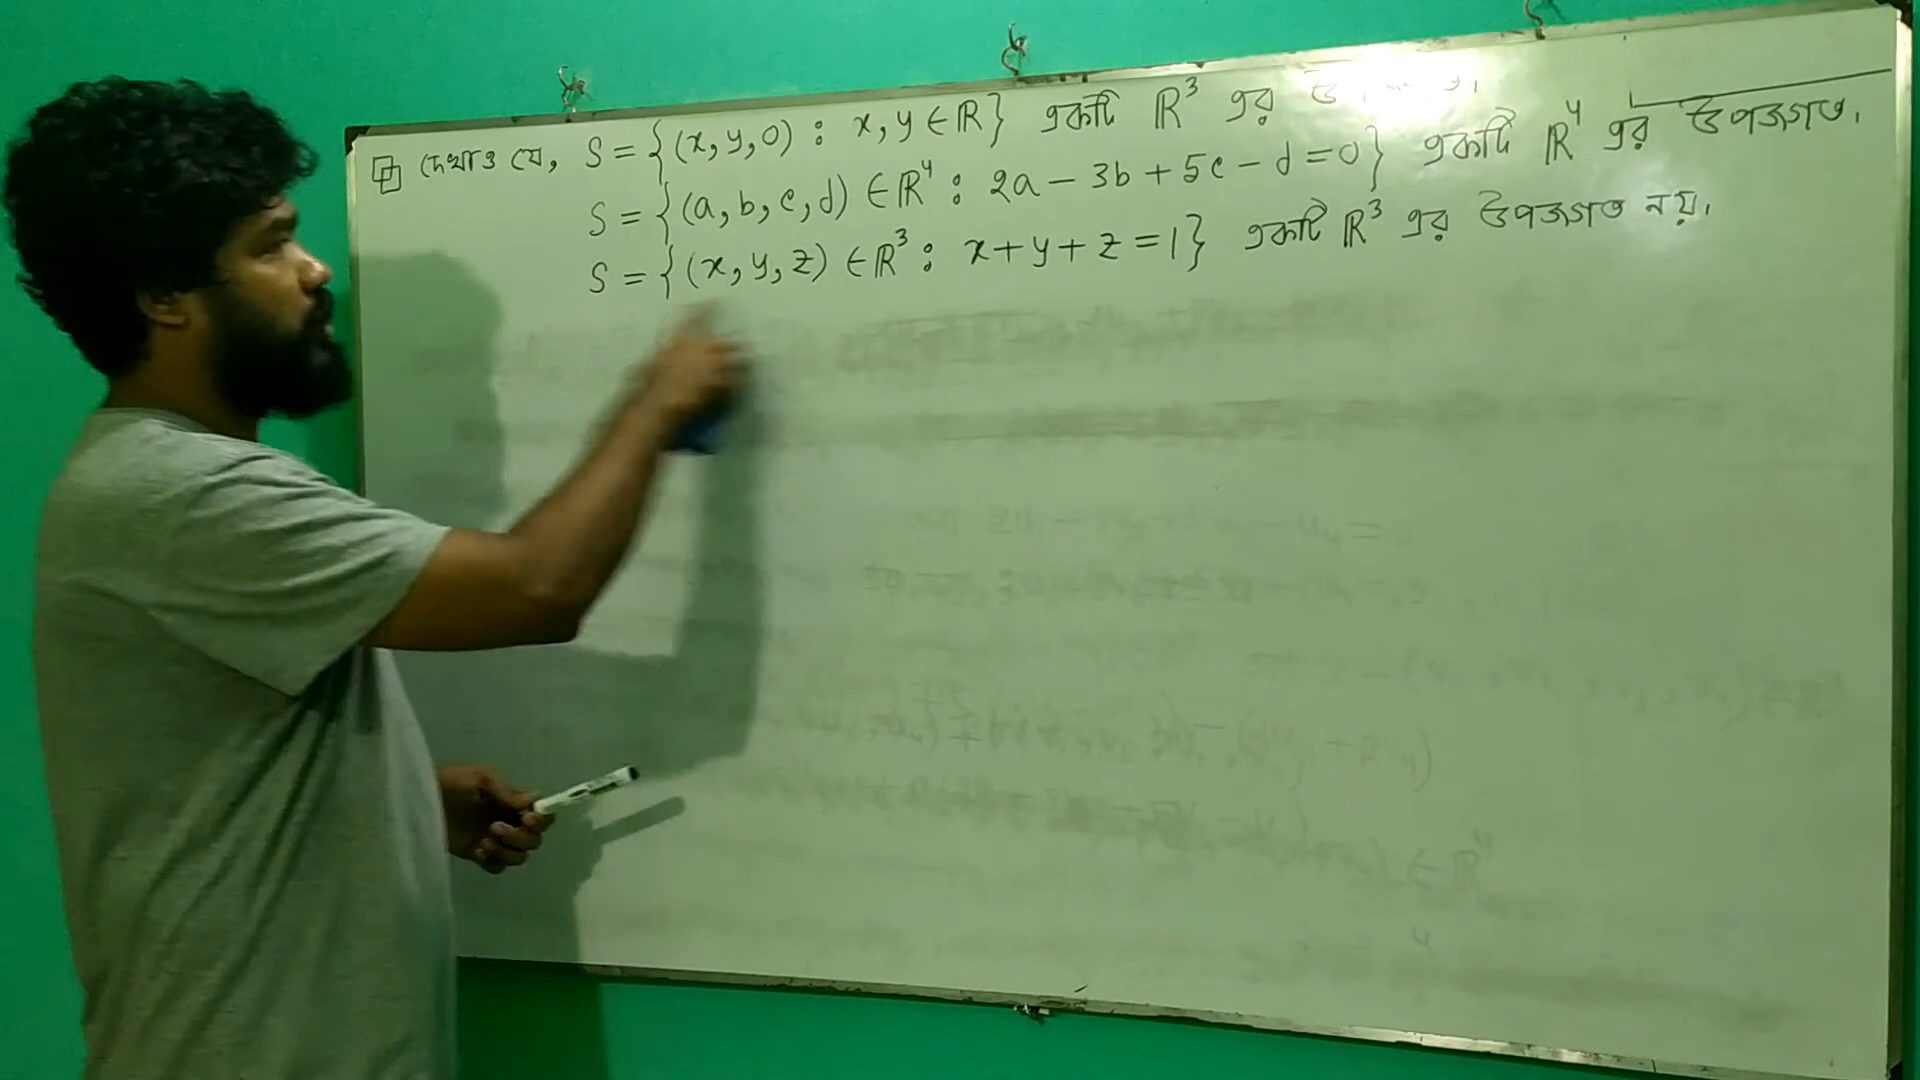 দেখাও যে, S = {(x, y, 0) : x, y ∈ ℝ} একটি ℝ³ এর
S = {(a, b, c, d) ∈ ℝ⁴ : 2a - 3b + 5c - d = 0} একটি ℝ⁴ এর উপজগত।
S = {(x, y, z) ∈ ℝ³ : x + y + z = 1} একটি ℝ³ এর উপজগত নয়।